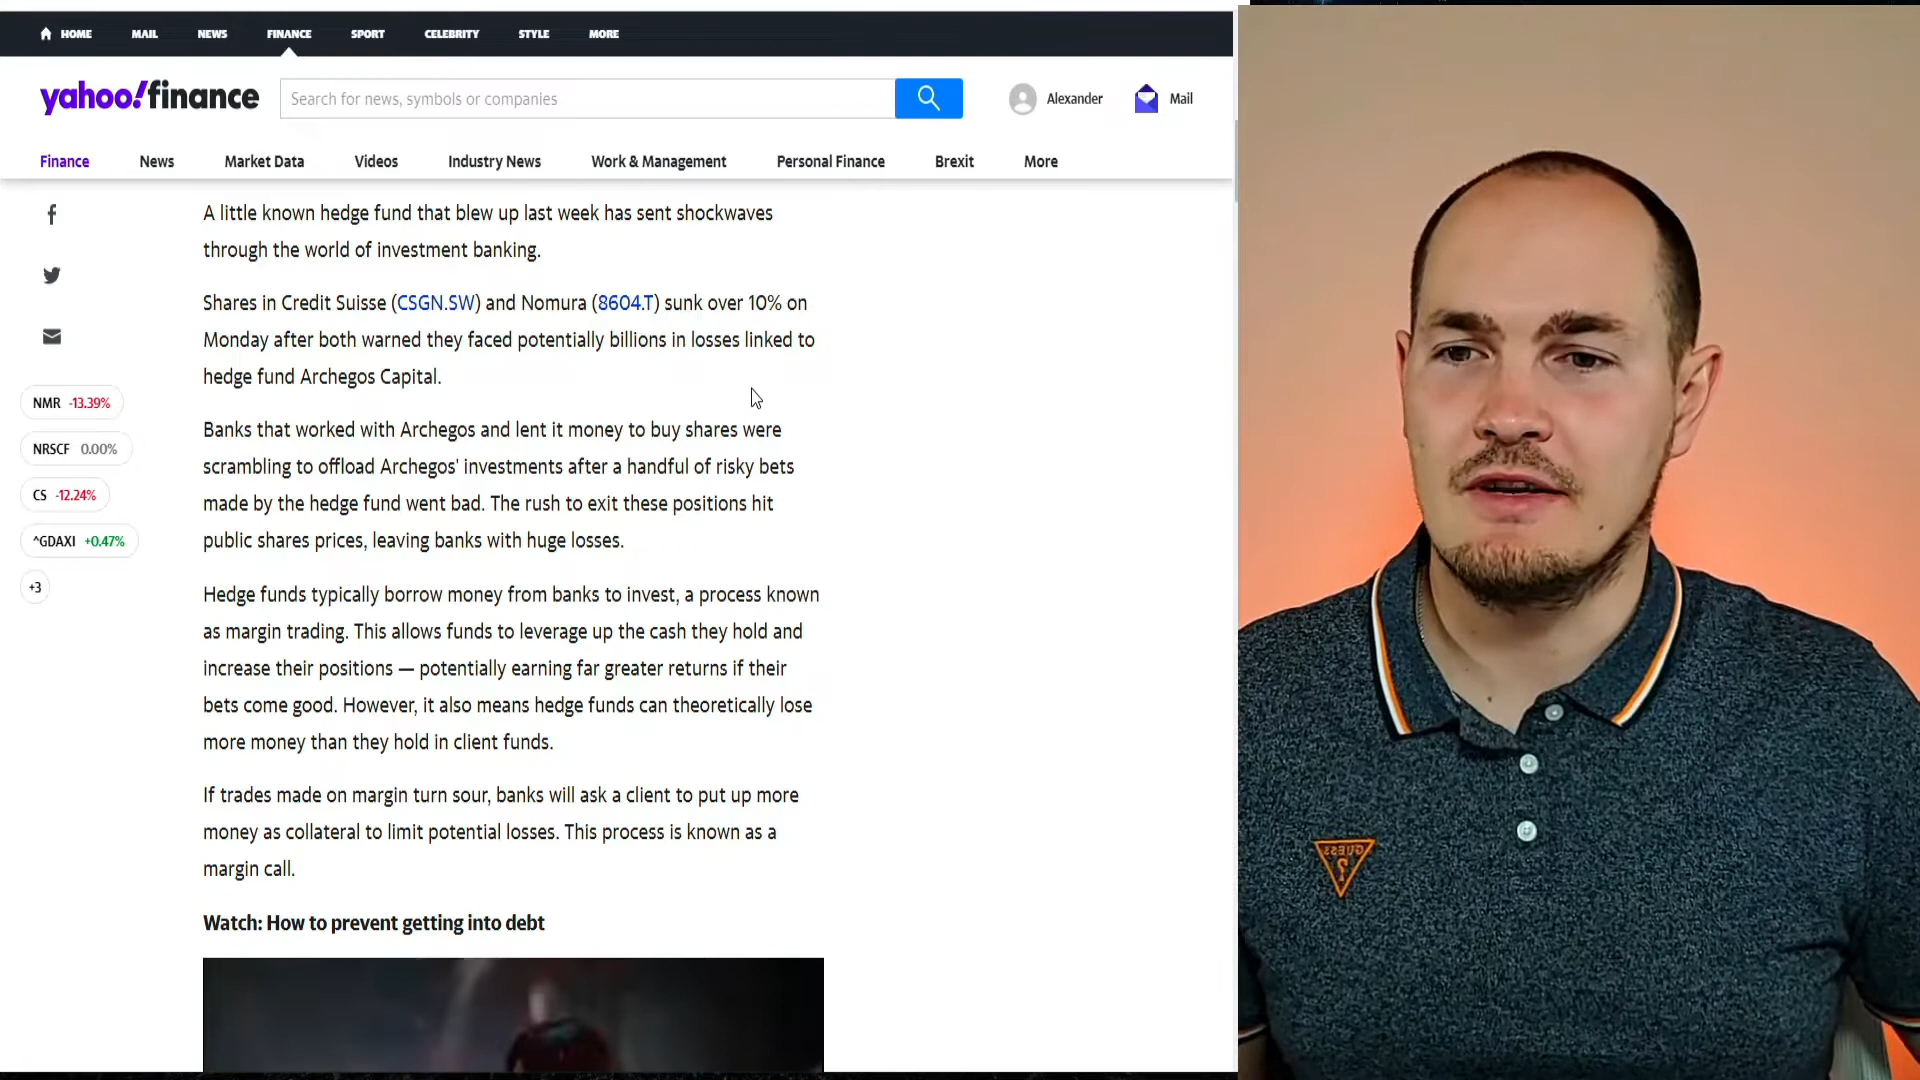 HOME MAIL NEWS FINANCE SPORT CELEBRITY STYLE MORE
yahoo!finance
Search for news, symbols or companies
Alexander
Mail
Finance News Market Data Videos Industry News Work & Management Personal Finance Brexit More
A little known hedge fund that blew up last week has sent shockwaves
through the world of investment banking.
Shares in Credit Suisse (CSGN.SW) and Nomura (8604.T) sunk over 10% on
Monday after both warned they faced potentially billions in losses linked to
hedge fund Archegos Capital.
NMR -13.39%
NRSCF 0.00%
CS -12.24%
^GDAXI +0.47%
+3
Banks that worked with Archegos and lent it money to buy shares were
scrambling to offload Archegos' investments after a handful of risky bets
made by the hedge fund went bad. The rush to exit these positions hit
public shares prices, leaving banks with huge losses.
Hedge funds typically borrow money from banks to invest, a process known
as margin trading. This allows funds to leverage up the cash they hold and
increase their positions — potentially earning far greater returns if their
bets come good. However, it also means hedge funds can theoretically lose
more money than they hold in client funds.
If trades made on margin turn sour, banks will ask a client to put up more
money as collateral to limit potential losses. This process is known as a
margin call.
Watch: How to prevent getting into debt
GUESS
?